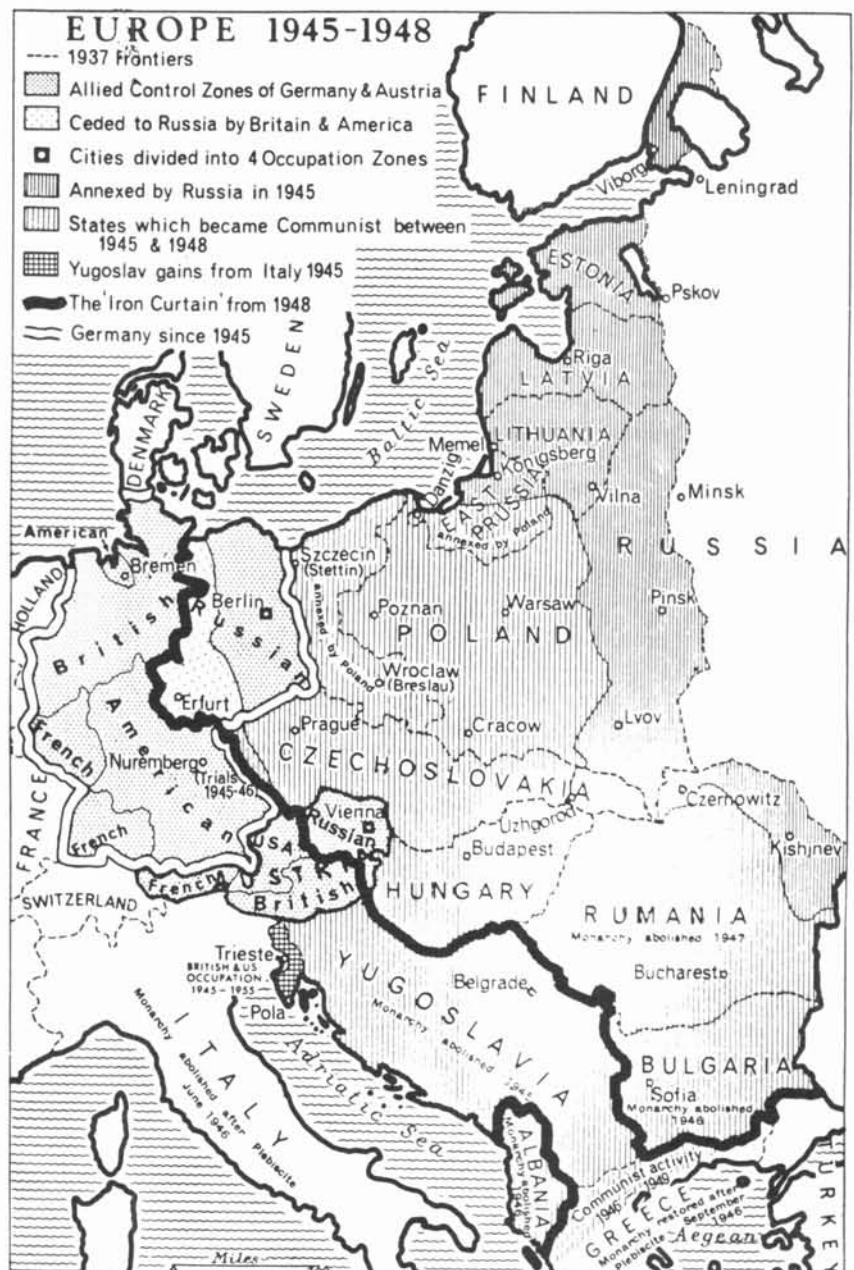 EUROPE 1945-1948
1937 Frontiers
Allied Control Zones of Germany & Austria
Ceded to Russia by Britain & America
Cities divided into 4 Occupation Zones
Annexed by Russia in 1945
States which became Communist between
1945 & 1948
Yugoslav gains from Italy 1945
The 'Iron Curtain' from 1948
Germany since 1945
FINLAND
Viborg
Leningrad
ESTONIA
Pskov
SWEDEN
Baltic Sea
Riga
LATVIA
DENMARK
Memel
LITHUANIA
Königsberg
Danzig
EAST
PRUSSIA
annexed by Poland
Vilna
Minsk
RUSSIA
American
Bremen
HOLLAND
British
Russian
Berlin
Szczecin
(Stettin)
annexed by Poland
Poznan
Warsaw
POLAND
Pinsk
Wroclaw
(Breslau)
Erfurt
American
French
Prague
Cracow
Lvov
Nuremberg
(Trials
1945-46)
CZECHOSLOVAKIA
FRANCE
French
Vienna
Russian
Uzhgorod
Czernowitz
Kishinev
USA
Budapest
HUNGARY
French
British
SWITZERLAND
RUMANIA
Monarchy abolished 1947
Trieste
BRITISH & US
OCCUPATION
1945-1955
Pola
YUGOSLAVIA
Monarchy abolished 1945
Belgrade
Bucharest
ITALY
Monarchy abolished after Plebiscite
June 1946
Adriatic Sea
BULGARIA
Sofia
Monarchy abolished
1946
ALBANIA
Monarchy abolished
1946
Communist activity
1946-1949
GREECE
Monarchy restored after
Plebiscite September
1946
Aegean
TURKEY
Miles